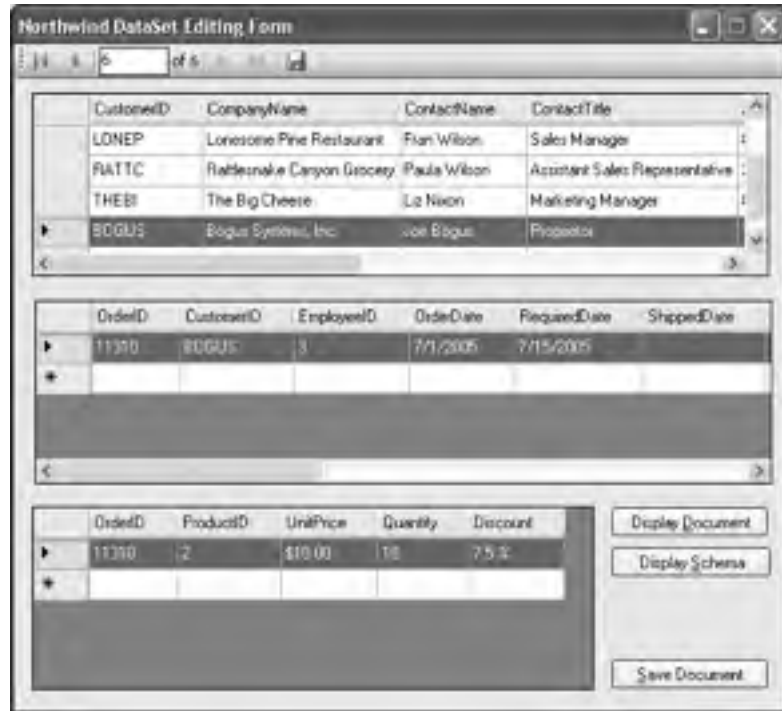 Northwind DataSet Editing Form
6 of 6
CustomerID CompanyName ContactName ContactTitle
LONEP Lonesome Pine Restaurant Fran Wilson Sales Manager
RATTC Rattlesnake Canyon Grocery Paula Wilson Assistant Sales Representative
THEBI The Big Cheese Liz Nixon Marketing Manager
BOGUS Bogus Systems, Inc. Joe Bogus Proprietor
OrderID CustomerID EmployeeID OrderDate RequiredDate ShippedDate
11310 BOGUS 3 7/1/2005 7/15/2005
OrderID ProductID UnitPrice Quantity Discount
11310 2 $10.00 7.5 %
Display Document
Display Schema
Save Document